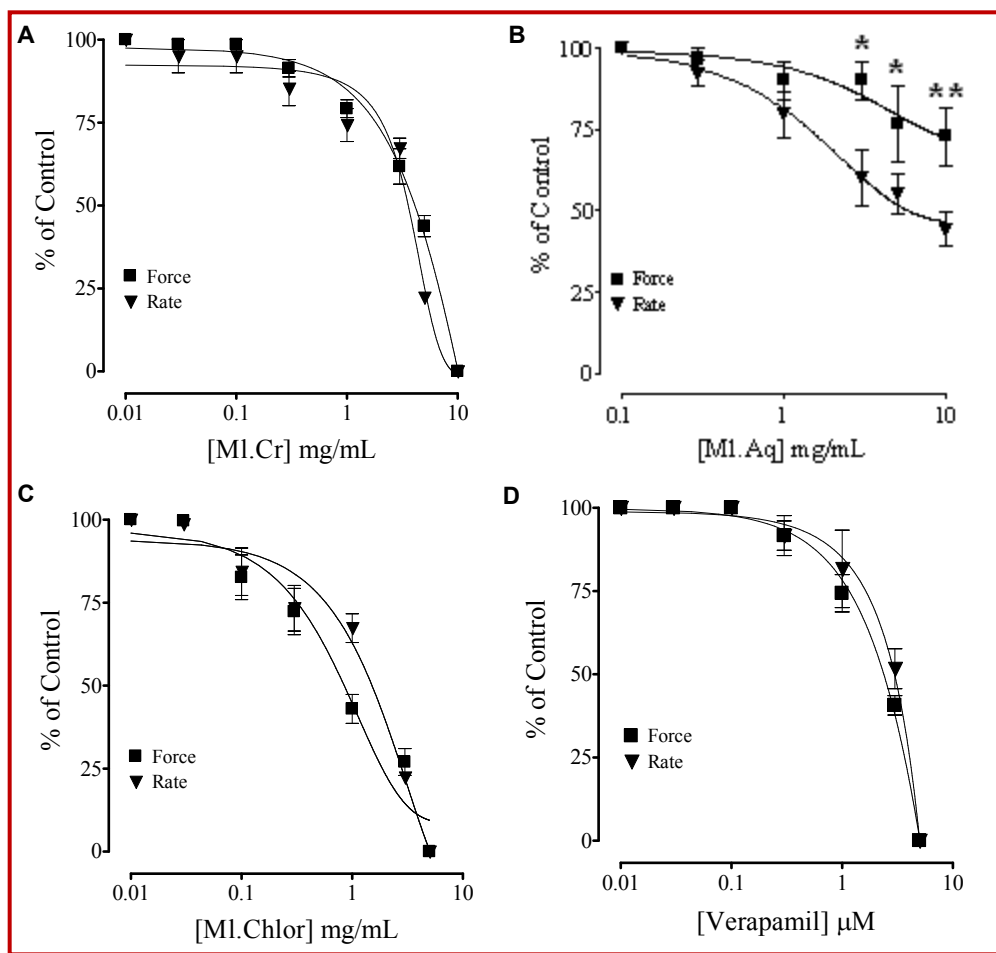 A
100
75
50
25
0
% of Control
Force
Rate
0.01 0.1 1 10
[Ml.Cr] mg/mL
B
100
75
50
25
0
% of Control
* * **
Force
Rate
0.1 1 10
[Ml.Aq] mg/mL
C
100
75
50
25
0
% of Control
Force
Rate
0.01 0.1 1 10
[Ml.Chlor] mg/mL
D
100
75
50
25
0
% of Control
Force
Rate
0.01 0.1 1 10
[Verapamil] μM